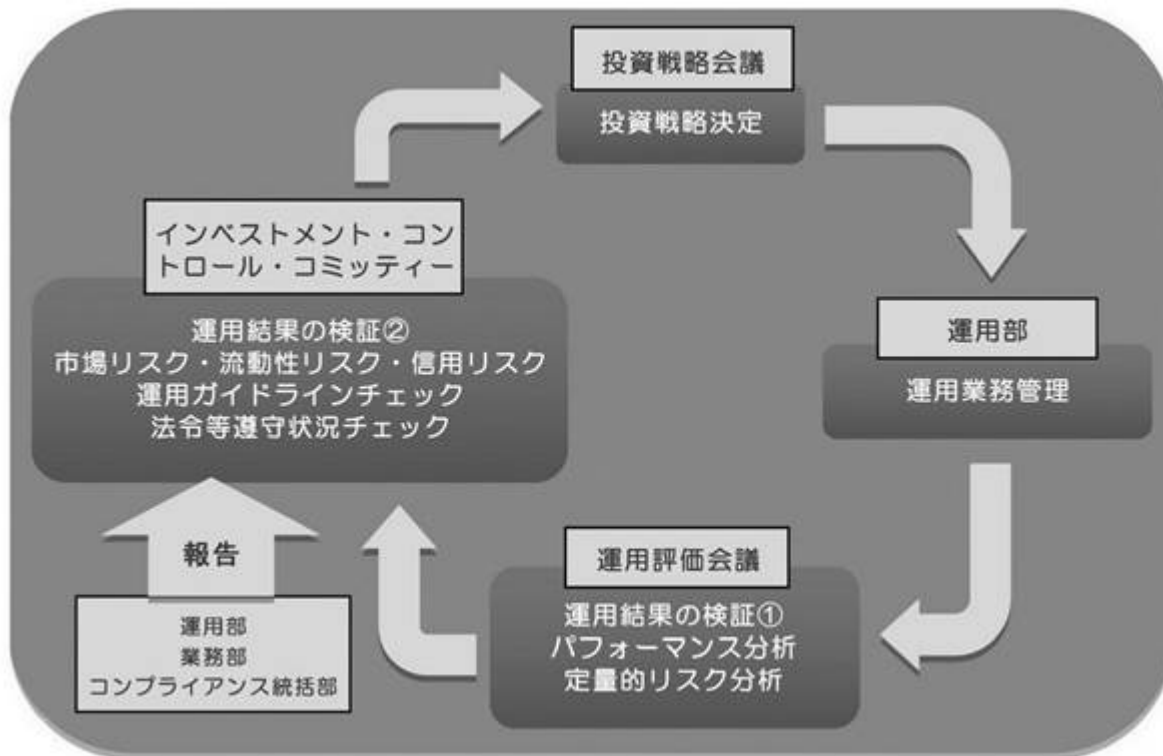 投資戦略会議
投資戦略決定
インベストメント・コン
トロール・コミッティー
運用結果の検証②
市場リスク・流動性リスク・信用リスク
運用ガイドラインチェック
法令等遵守状況チェック
運用部
運用業務管理
報告
運用部
業務部
コンプライアンス統括部
運用評価会議
運用結果の検証①
パフォーマンス分析
定量的リスク分析